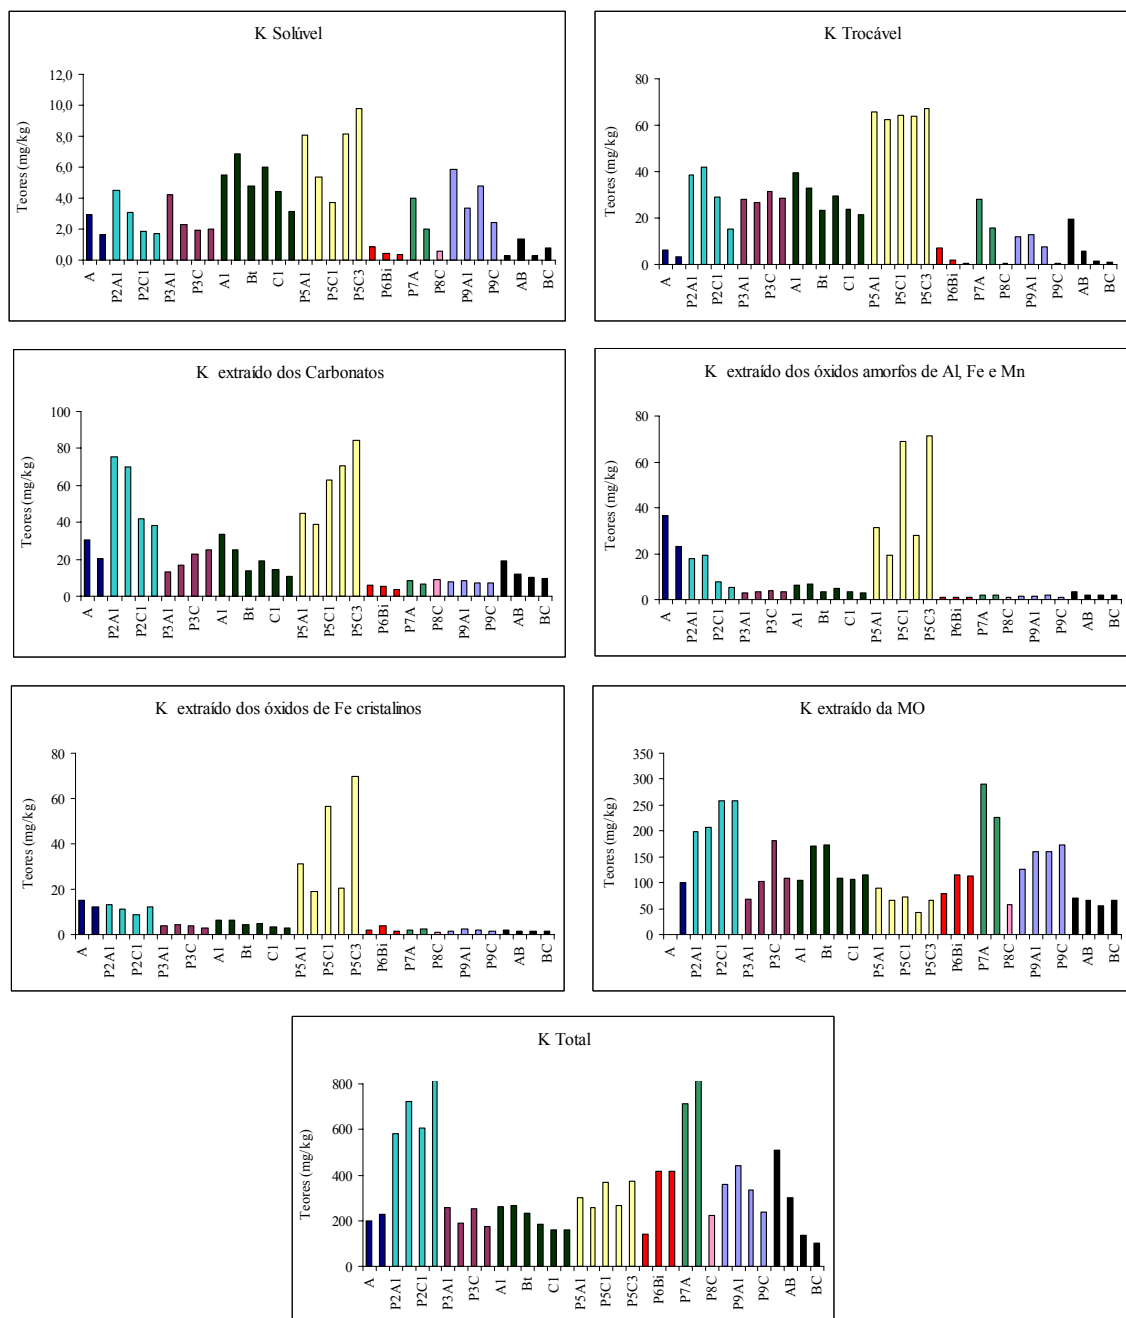 K Solúvel
Teores (mg/kg)
12,0
10,0
8,0
6,0
4,0
2,0
0,0
A P2A1 P2C1 P3A1 P3C A1 Bt C1 P5A1 P5C1 P5C3 P6Bi P7A P8C P9A1 P9C AB BC
K Trocável
Teores (mg/kg)
80
60
40
20
0
A P2A1 P2C1 P3A1 P3C A1 Bt C1 P5A1 P5C1 P5C3 P6Bi P7A P8C P9A1 P9C AB BC
K extraído dos Carbonatos
Teores (mg/kg)
100
80
60
40
20
0
A P2A1 P2C1 P3A1 P3C A1 Bt C1 P5A1 P5C1 P5C3 P6Bi P7A P8C P9A1 P9C AB BC
K extraído dos óxidos amorfos de Al, Fe e Mn
Teores (mg/kg)
80
60
40
20
0
A P2A1 P2C1 P3A1 P3C A1 Bt C1 P5A1 P5C1 P5C3 P6Bi P7A P8C P9A1 P9C AB BC
K extraído dos óxidos de Fe cristalinos
Teores (mg/kg)
80
60
40
20
0
A P2A1 P2C1 P3A1 P3C A1 Bt C1 P5A1 P5C1 P5C3 P6Bi P7A P8C P9A1 P9C AB BC
K extraído da MO
Teores (mg/kg)
350
300
250
200
150
100
50
0
A P2A1 P2C1 P3A1 P3C A1 Bt C1 P5A1 P5C1 P5C3 P6Bi P7A P8C P9A1 P9C AB BC
K Total
Teores (mg/kg)
800
600
400
200
0
A P2A1 P2C1 P3A1 P3C A1 Bt C1 P5A1 P5C1 P5C3 P6Bi P7A P8C P9A1 P9C AB BC